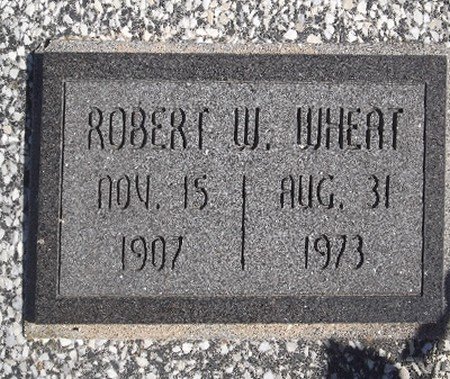 ROBERT W. WHEAT
NOV. 15 AUG. 31
1907 1973